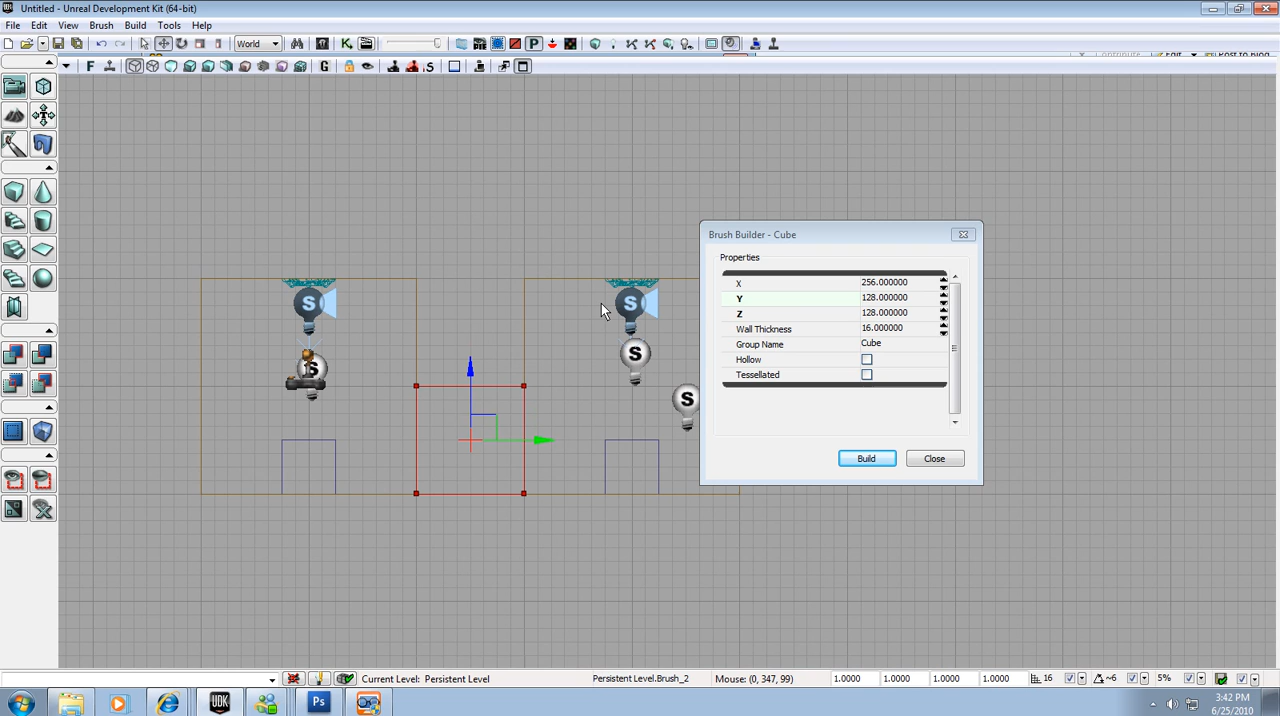 Untitled - Unreal Development Kit (64-bit)
File Edit View Brush Build Tools Help
World
F G S
S S
S S
S
Brush Builder - Cube
Properties
X 256.000000
Y 128.000000
Z 128.000000
Wall Thickness 16.000000
Group Name Cube
Hollow
Tessellated
Build Close
Current Level: Persistent Level Persistent Level.Brush_2 Mouse: (0, 347, 99) 1.0000 1.0000 1.0000 1.0000 16 ~6 5%
UDK Ps
3:42 PM
6/25/2010